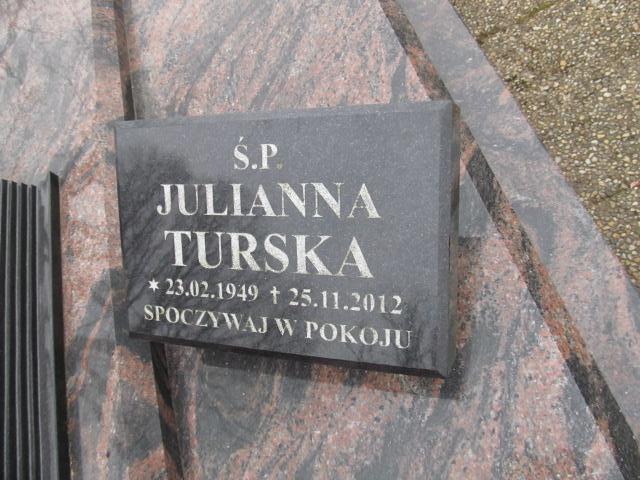 Ś.P.
JULIANNA
TURSKA
* 23.02.1949 † 25.11.2012
SPOCZYWAJ W POKOJU